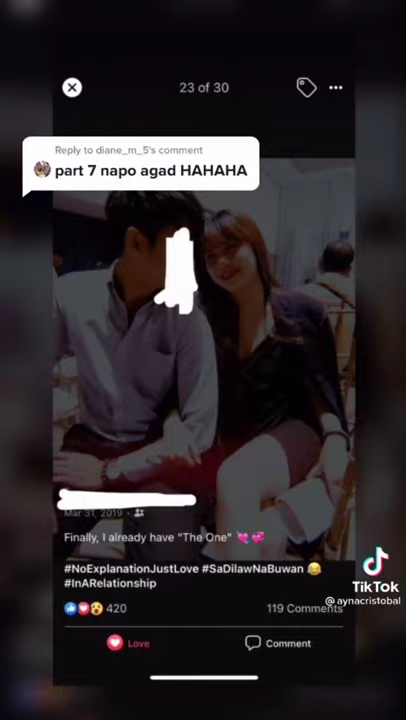 23 of 30
Reply to diane_m_5's comment
part 7 napo agad HAHAHA
Mar 31, 2019
Finally, I already have "The One" 💘💞
#NoExplanationJustLove #SaDilawNaBuwan 😂
#InARelationship
420
119 Comments
Love
Comment
TikTok
@aynacristobal